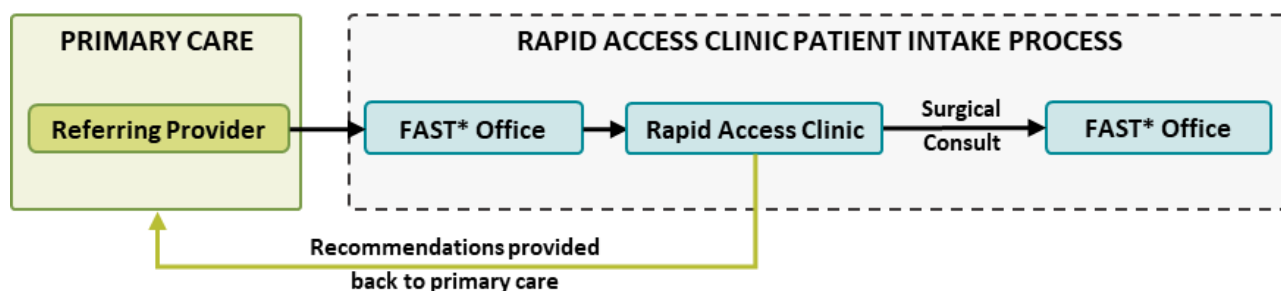 PRIMARY CARE
RAPID ACCESS CLINIC PATIENT INTAKE PROCESS
Referring Provider
FAST* Office
Rapid Access Clinic
Surgical
Consult
FAST* Office
Recommendations provided
back to primary care